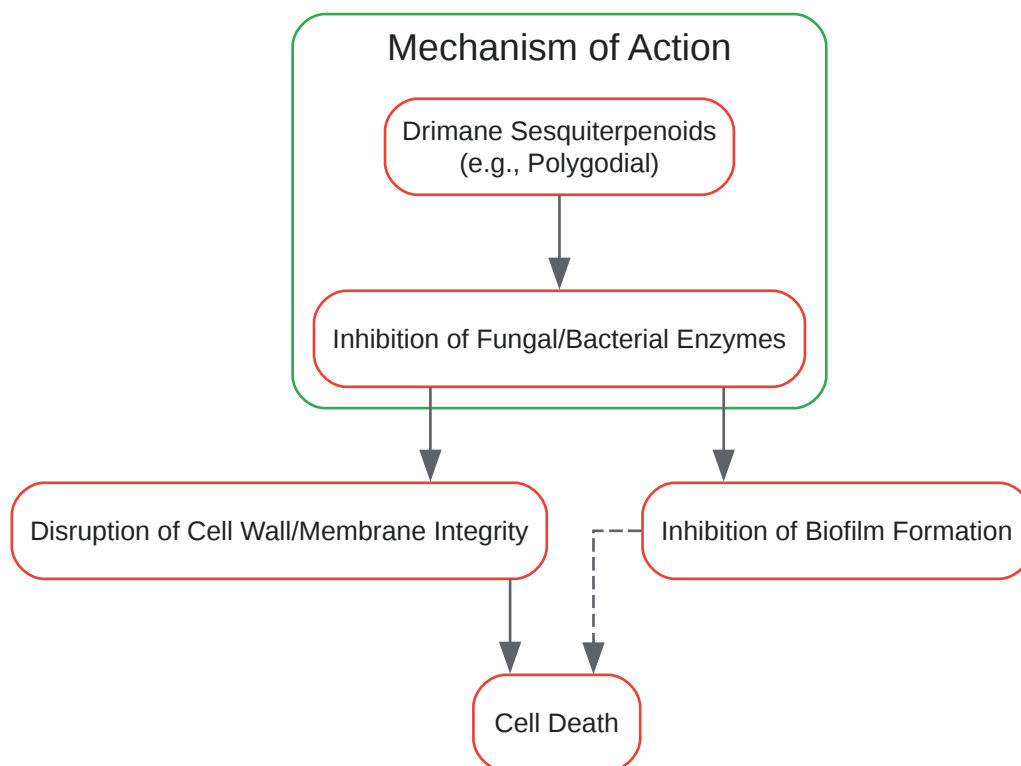 Mechanism of Action
Drimane Sesquiterpenoids
(e.g., Polygodial)
Inhibition of Fungal/Bacterial Enzymes
Disruption of Cell Wall/Membrane Integrity
Inhibition of Biofilm Formation
Cell Death